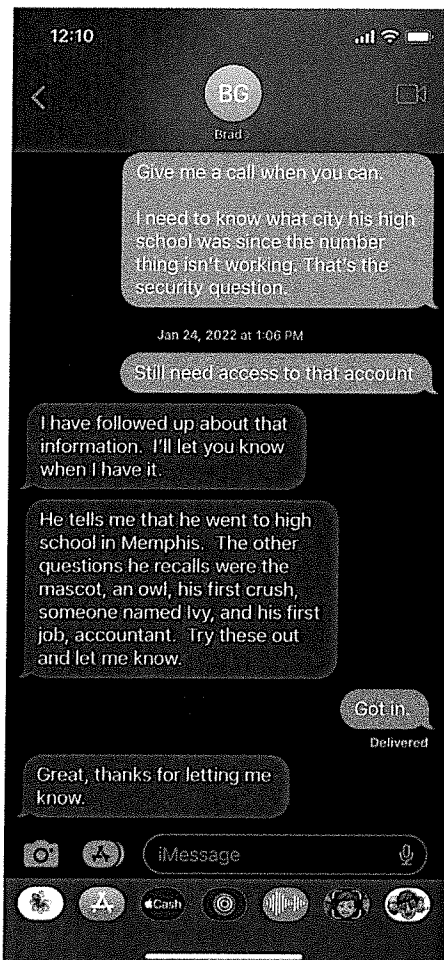 12:10
BG
Brad
Give me a call when you can.
I need to know what city his high
school was since the number
thing isn't working. That's the
security question.
Jan 24, 2022 at 1:06 PM
Still need access to that account
I have followed up about that
information. I'll let you know
when I have it.
He tells me that he went to high
school in Memphis. The other
questions he recalls were the
mascot, an owl, his first crush,
someone named Ivy, and his first
job, accountant. Try these out
and let me know.
Got in.
Delivered
Great, thanks for letting me
know.
iMessage
Cash